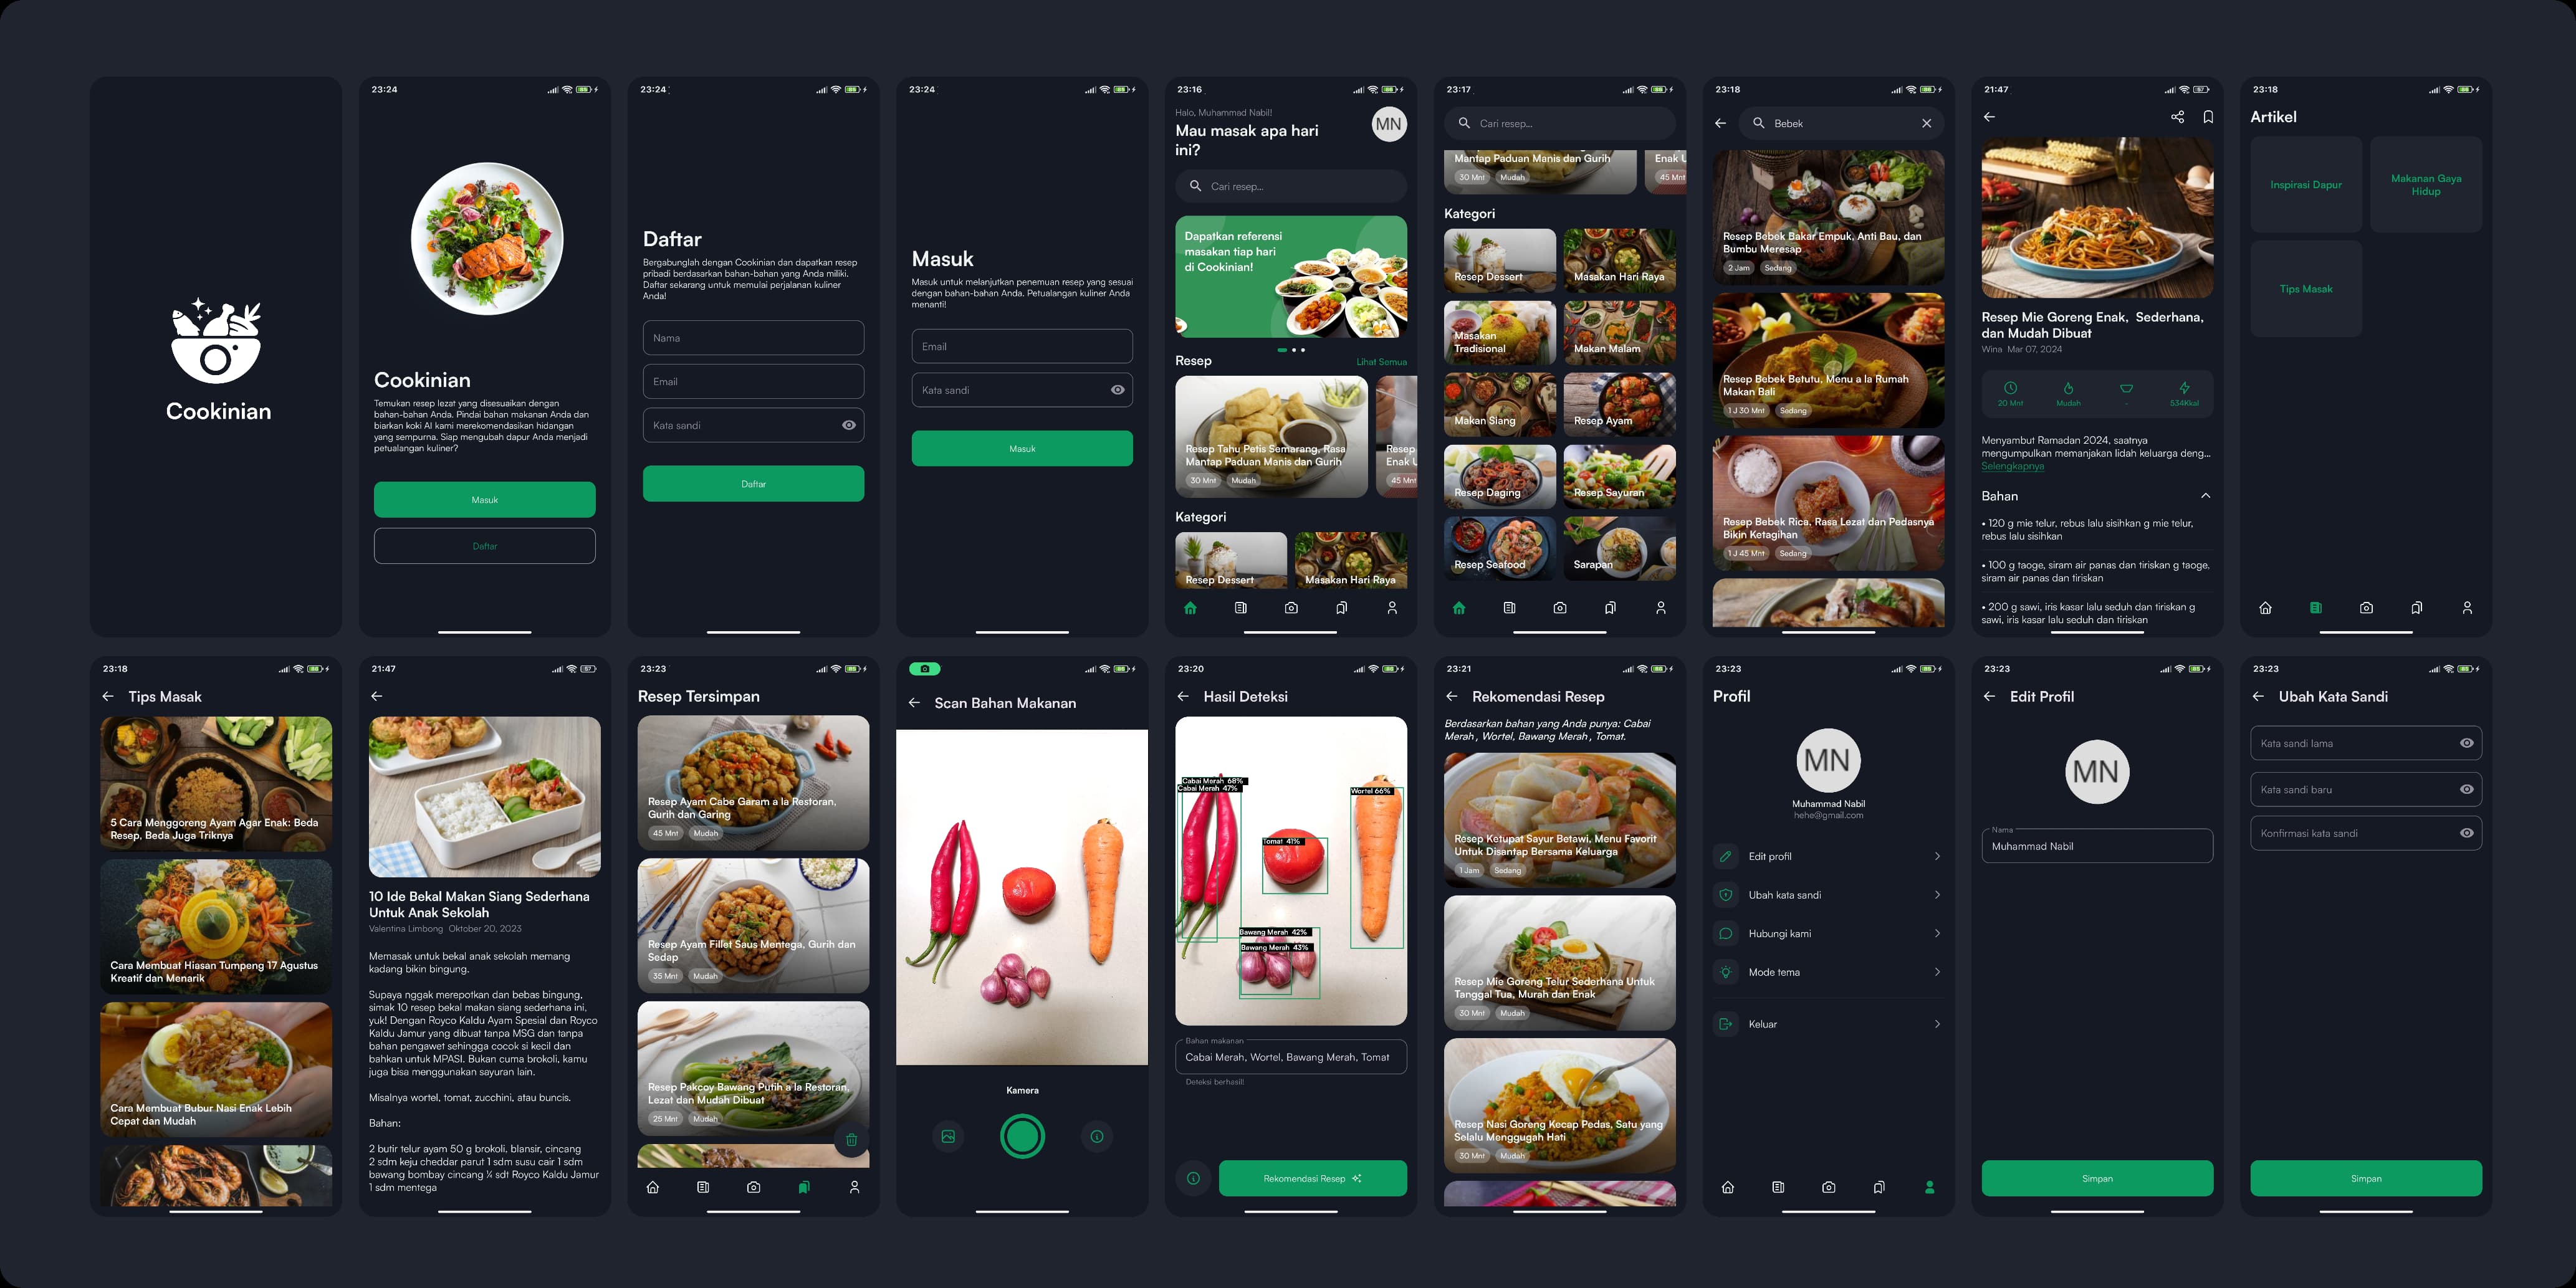 Cookinian
23:24
Cookinian
Temukan resep lezat yang disesuaikan dengan
bahan-bahan Anda. Pindai bahan makanan Anda dan
biarkan koki AI kami merekomendasikan hidangan
yang sempurna. Siap mengubah dapur Anda menjadi
petualangan kuliner?
Masuk
Daftar
23:24
Daftar
Bergabunglah dengan Cookinian dan dapatkan resep
pribadi berdasarkan bahan-bahan yang Anda miliki.
Daftar sekarang untuk memulai perjalanan kuliner
Anda!
Nama
Email
Kata sandi
Daftar
23:24
Masuk
Masuk untuk melanjutkan penemuan resep yang sesuai
dengan bahan-bahan Anda. Petualangan kuliner Anda
menanti!
Email
Kata sandi
Masuk
23:16
Halo, Muhammad Nabil!
Mau masak apa hari
ini?
MN
Cari resep...
Dapatkan referensi
masakan tiap hari
di Cookinian!
Resep
Lihat Semua
Resep Tahu Petis Semarang, Rasa
Mantap Paduan Manis dan Gurih
30 Mnt
Mudah
Resep
Enak U
45 Mnt
Kategori
Resep Dessert
Masakan Hari Raya
23:17
Cari resep...
Mantap Paduan Manis dan Gurih
30 Mnt
Mudah
Enak U
45 Mnt
Kategori
Resep Dessert
Masakan Hari Raya
Masakan
Tradisional
Makan Malam
Makan Siang
Resep Ayam
Resep Daging
Resep Sayuran
Resep Seafood
Sarapan
23:18
Bebek
Resep Bebek Bakar Empuk, Anti Bau, dan
Bumbu Meresap
2 Jam
Sedang
Resep Bebek Betutu, Menu a la Rumah
Makan Bali
1 J 30 Mnt
Sedang
Resep Bebek Rica, Rasa Lezat dan Pedasnya
Bikin Ketagihan
1 J 45 Mnt
Sedang
21:47
Resep Mie Goreng Enak, Sederhana,
dan Mudah Dibuat
Wina Mar 07, 2024
20 Mnt
Mudah
-
534Kkal
Menyambut Ramadan 2024, saatnya
mengumpulkan memanjakan lidah keluarga deng...
Selengkapnya
Bahan
• 120 g mie telur, rebus lalu sisihkan g mie telur,
rebus lalu sisihkan
• 100 g taoge, siram air panas dan tiriskan g taoge,
siram air panas dan tiriskan
• 200 g sawi, iris kasar lalu seduh dan tiriskan g
sawi, iris kasar lalu seduh dan tiriskan
23:18
Artikel
Inspirasi Dapur
Makanan Gaya
Hidup
Tips Masak
23:18
Tips Masak
5 Cara Menggoreng Ayam Agar Enak: Beda
Resep, Beda Juga Triknya
Cara Membuat Hiasan Tumpeng 17 Agustus
Kreatif dan Menarik
Cara Membuat Bubur Nasi Enak Lebih
Cepat dan Mudah
21:47
10 Ide Bekal Makan Siang Sederhana
Untuk Anak Sekolah
Valentina Limbong Oktober 20, 2023
Memasak untuk bekal anak sekolah memang
kadang bikin bingung.
Supaya nggak merepotkan dan bebas bingung,
simak 10 resep bekal makan siang sederhana ini,
yuk! Dengan Royco Kaldu Ayam Spesial dan Royco
Kaldu Jamur yang dibuat tanpa MSG dan tanpa
bahan pengawet sehingga cocok si kecil dan
bahkan untuk MPASI. Bukan cuma brokoli, kamu
juga bisa menggunakan sayuran lain.
Misalnya wortel, tomat, zucchini, atau buncis.
Bahan:
2 butir telur ayam 50 g brokoli, blansir, cincang
2 sdm keju cheddar parut 1 sdm susu cair 1 sdm
bawang bombay cincang ¼ sdt Royco Kaldu Jamur
1 sdm mentega
23:23
Resep Tersimpan
Resep Ayam Cabe Garam a la Restoran,
Gurih dan Garing
45 Mnt
Mudah
Resep Ayam Fillet Saus Mentega, Gurih dan
Sedap
35 Mnt
Mudah
Resep Pakcoy Bawang Putih a la Restoran,
Lezat dan Mudah Dibuat
25 Mnt
Mudah
Scan Bahan Makanan
Kamera
23:20
Hasil Deteksi
Cabai Merah 68%
Cabai Merah 47%
Wortel 66%
Tomat 41%
Bawang Merah 42%
Bawang Merah 43%
Bahan makanan
Cabai Merah, Wortel, Bawang Merah, Tomat
Deteksi berhasil!
Rekomendasi Resep
23:21
Rekomendasi Resep
Berdasarkan bahan yang Anda punya: Cabai
Merah , Wortel, Bawang Merah , Tomat.
Resep Ketupat Sayur Betawi, Menu Favorit
Untuk Disantap Bersama Keluarga
1 Jam
Sedang
Resep Mie Goreng Telur Sederhana Untuk
Tanggal Tua, Murah dan Enak
30 Mnt
Mudah
Resep Nasi Goreng Kecap Pedas, Satu yang
Selalu Menggugah Hati
30 Mnt
Mudah
23:23
Profil
MN
Muhammad Nabil
hehe@gmail.com
Edit profil
Ubah kata sandi
Hubungi kami
Mode tema
Keluar
23:23
Edit Profil
MN
Nama
Muhammad Nabil
Simpan
23:23
Ubah Kata Sandi
Kata sandi lama
Kata sandi baru
Konfirmasi kata sandi
Simpan